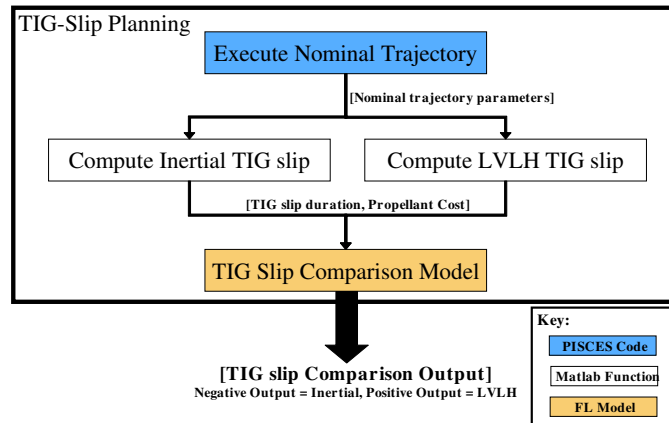 TIG-Slip Planning
Execute Nominal Trajectory
[Nominal trajectory parameters]
Compute Inertial TIG slip
Compute LVLH TIG slip
[TIG slip duration, Propellant Cost]
TIG Slip Comparison Model
[TIG slip Comparison Output]
Negative Output = Inertial, Positive Output = LVLH
Key:
PISCES Code
Matlab Function
FL Model